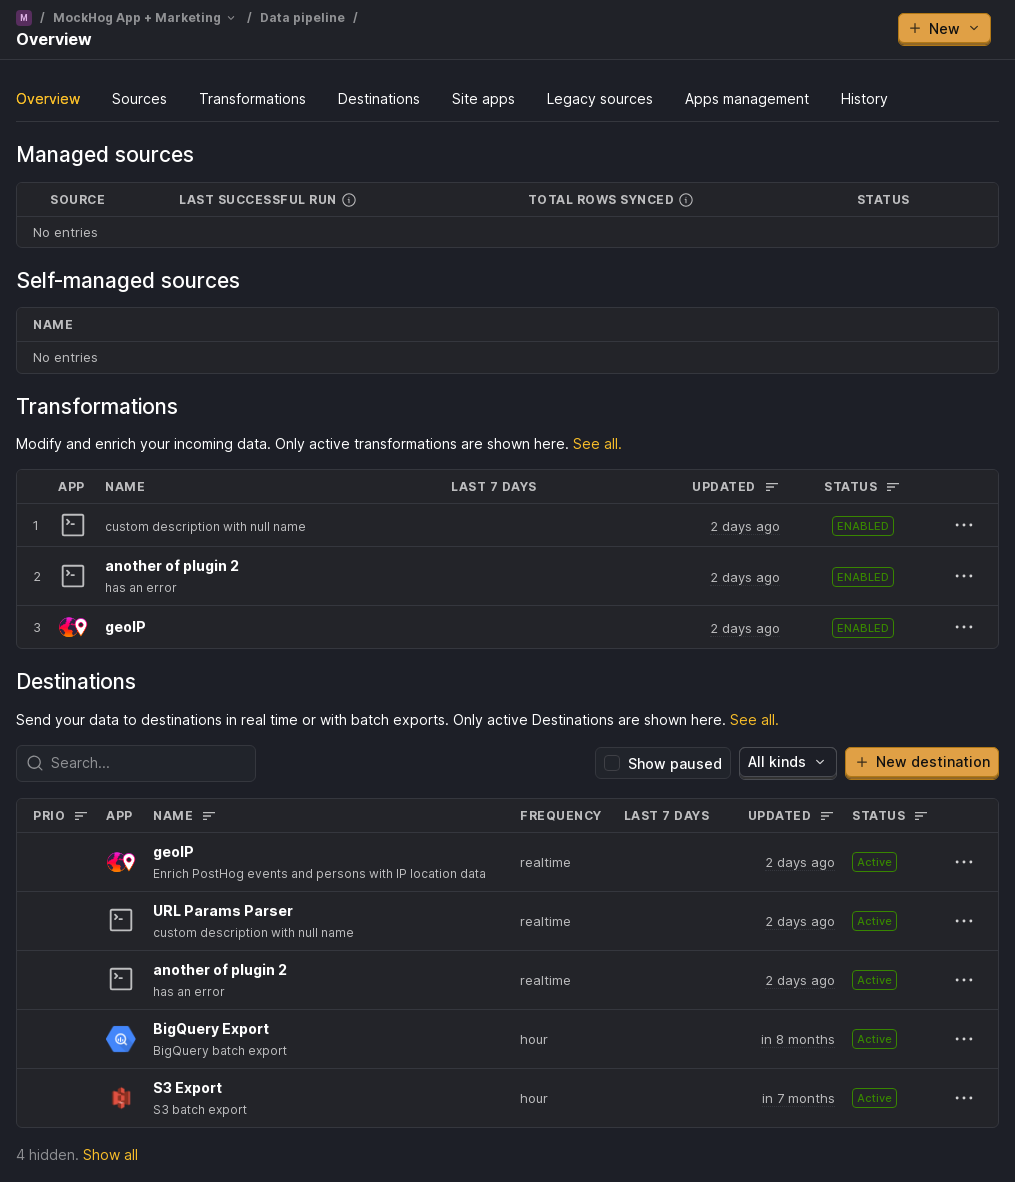 M / MockHog App + Marketing / Data pipeline /
Overview
+ New
Overview Sources Transformations Destinations Site apps Legacy sources Apps management History
Managed sources
SOURCE LAST SUCCESSFUL RUN TOTAL ROWS SYNCED STATUS
No entries
Self-managed sources
NAME
No entries
Transformations
Modify and enrich your incoming data. Only active transformations are shown here. See all.
APP NAME LAST 7 DAYS UPDATED STATUS
1 custom description with null name 2 days ago ENABLED
2 another of plugin 2 2 days ago ENABLED
has an error
3 geoIP 2 days ago ENABLED
Destinations
Send your data to destinations in real time or with batch exports. Only active Destinations are shown here. See all.
Search... Show paused All kinds + New destination
PRIO APP NAME FREQUENCY LAST 7 DAYS UPDATED STATUS
geoIP realtime 2 days ago Active
Enrich PostHog events and persons with IP location data
URL Params Parser realtime 2 days ago Active
custom description with null name
another of plugin 2 realtime 2 days ago Active
has an error
BigQuery Export hour in 8 months Active
BigQuery batch export
S3 Export hour in 7 months Active
S3 batch export
4 hidden. Show all